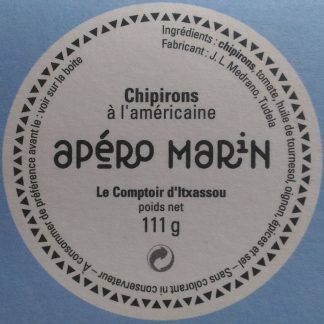 Ingrédients : chipirons, tomate, huile de tournesol, oignon, épices et sel – Sans colorant ni conservateur – À consommer de préférence avant le : voir sur la boîte
Fabricant : J. L. Medrano, Tudela
Chipirons
à l'américaine
apéro marin
Le Comptoir d'Itxassou
poids net
111 g